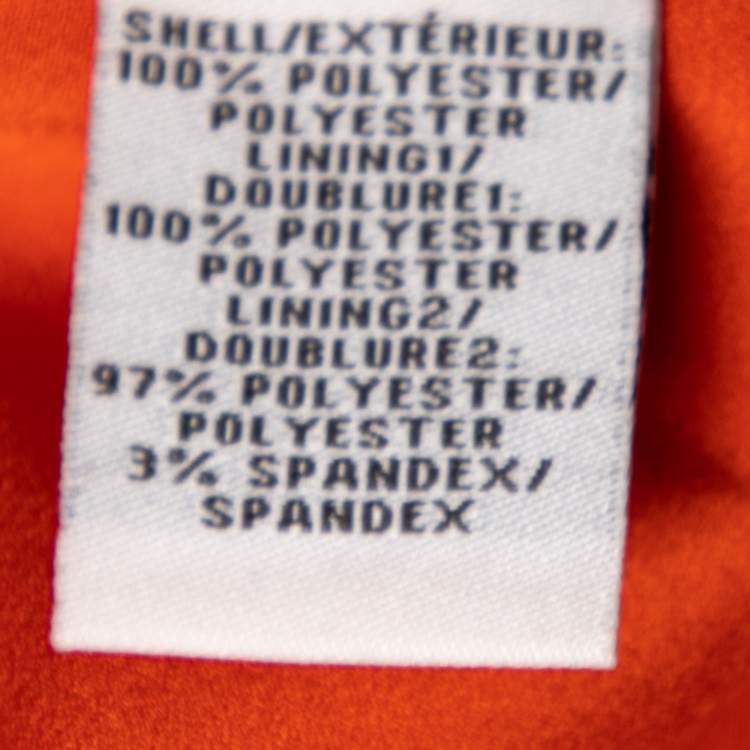 SHELL/EXTÉRIEUR:
100% POLYESTER/
POLYESTER
LINING1/
DOUBLURE1:
100% POLYESTER/
POLYESTER
LINING2/
DOUBLURE2:
97% POLYESTER/
POLYESTER
3% SPANDEX/
SPANDEX